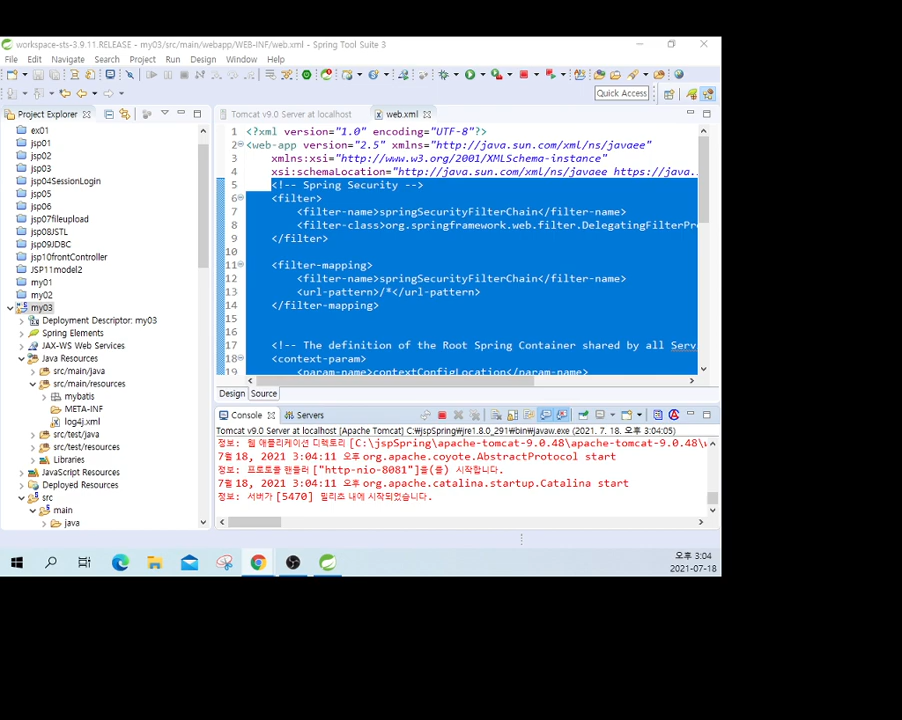 workspace-sts-3.9.11.RELEASE - my03/src/main/webapp/WEB-INF/web.xml - Spring Tool Suite 3
File Edit Navigate Search Project Run Design Window Help
Quick Access
Project Explorer
ex01
jsp01
jsp02
jsp03
jsp04SessionLogin
jsp05
jsp06
jsp07fileupload
jsp08JSTL
jsp09JDBC
jsp10frontController
JSP11model2
my01
my02
my03
Deployment Descriptor: my03
Spring Elements
JAX-WS Web Services
Java Resources
src/main/java
src/main/resources
mybatis
META-INF
log4j.xml
src/test/java
src/test/resources
Libraries
JavaScript Resources
Deployed Resources
src
main
java
Tomcat v9.0 Server at localhost
web.xml
1 <?xml version="1.0" encoding="UTF-8"?>
2 <web-app version="2.5" xmlns="http://java.sun.com/xml/ns/javaee"
3 xmlns:xsi="http://www.w3.org/2001/XMLSchema-instance"
4 xsi:schemaLocation="http://java.sun.com/xml/ns/javaee https://java.
5 <!-- Spring Security -->
6 <filter>
7 <filter-name>springSecurityFilterChain</filter-name>
8 <filter-class>org.springframework.web.filter.DelegatingFilterPr
9 </filter>
10
11 <filter-mapping>
12 <filter-name>springSecurityFilterChain</filter-name>
13 <url-pattern>/*</url-pattern>
14 </filter-mapping>
15
16
17 <!-- The definition of the Root Spring Container shared by all Serv
18 <context-param>
19 <param-name>contextConfigLocation</param-name>
Design Source
Console Servers
Tomcat v9.0 Server at localhost [Apache Tomcat] C:₩jspSpring₩jre1.8.0_291₩bin₩javaw.exe (2021. 7. 18. 오후 3:04:05)
정보: 웹 애플리케이션 디렉토리 [C:₩jspSpring₩apache-tomcat-9.0.48₩apache-tomcat-9.0.48₩
7월 18, 2021 3:04:11 오후 org.apache.coyote.AbstractProtocol start
정보: 프로토콜 핸들러 ["http-nio-8081"]을(를) 시작합니다.
7월 18, 2021 3:04:11 오후 org.apache.catalina.startup.Catalina start
정보: 서버가 [5470] 밀리초 내에 시작되었습니다.
오후 3:04
2021-07-18